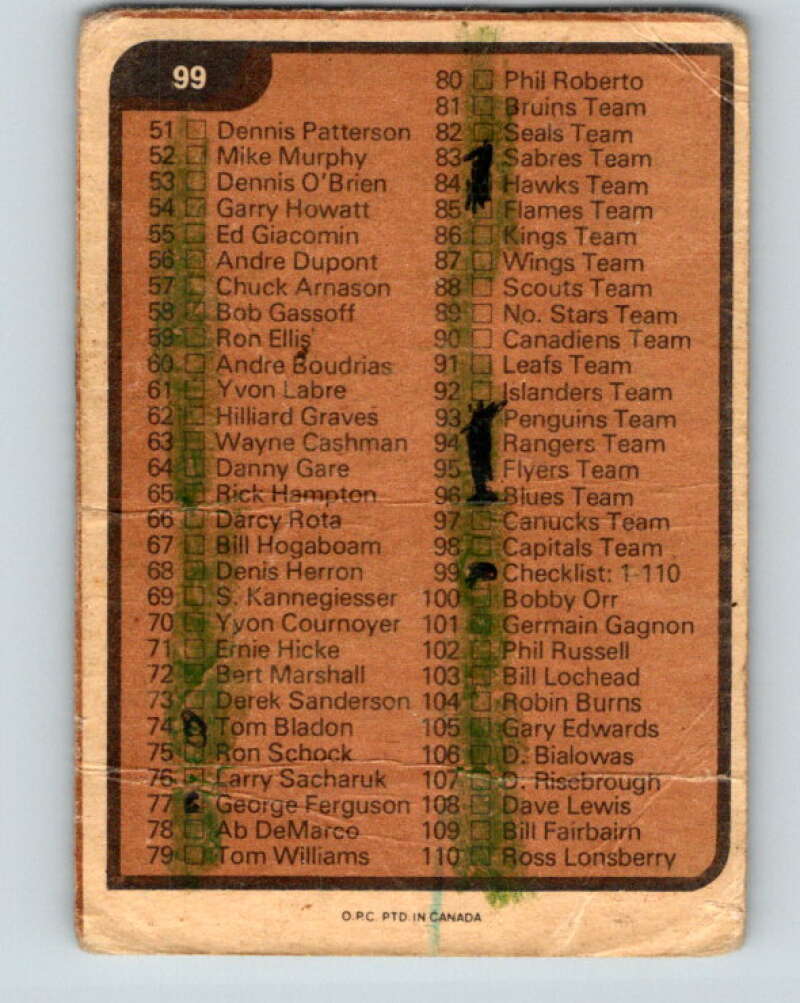 99
51 Dennis Patterson
52 Mike Murphy
53 Dennis O'Brien
54 Garry Howatt
55 Ed Giacomin
56 Andre Dupont
57 Chuck Arnason
58 Bob Gassoff
59 Ron Ellis
60 Andre Boudrias
61 Yvon Labre
62 Hilliard Graves
63 Wayne Cashman
64 Danny Gare
65 Rick Hampton
66 Darcy Rota
67 Bill Hogaboam
68 Denis Herron
69 S. Kannegiesser
70 Yvon Cournoyer
71 Ernie Hicke
72 Bert Marshall
73 Derek Sanderson
74 Tom Bladon
75 Ron Schock
76 Larry Sacharuk
77 George Ferguson
78 Ab DeMarco
79 Tom Williams
80 Phil Roberto
81 Bruins Team
82 Seals Team
83 Sabres Team
84 Hawks Team
85 Flames Team
86 Kings Team
87 Wings Team
88 Scouts Team
89 No. Stars Team
90 Canadiens Team
91 Leafs Team
92 Islanders Team
93 Penguins Team
94 Rangers Team
95 Flyers Team
96 Blues Team
97 Canucks Team
98 Capitals Team
99 Checklist: 1-110
100 Bobby Orr
101 Germain Gagnon
102 Phil Russell
103 Bill Lochead
104 Robin Burns
105 Gary Edwards
106 D. Bialowas
107 D. Risebrough
108 Dave Lewis
109 Bill Fairbairn
110 Ross Lonsberry
O.P.C. PTD. IN CANADA